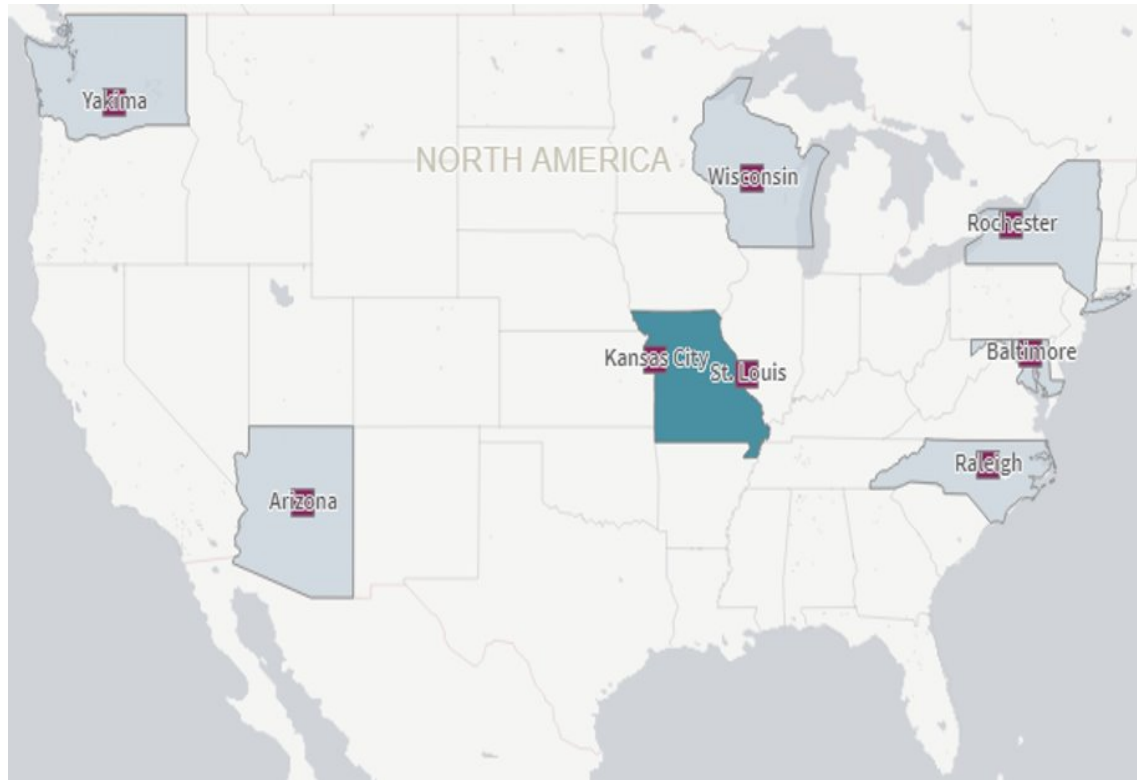 Yakima
NORTH AMERICA
Wisconsin
Rochester
Kansas City
St. Louis
Baltimore
Raleigh
Arizona